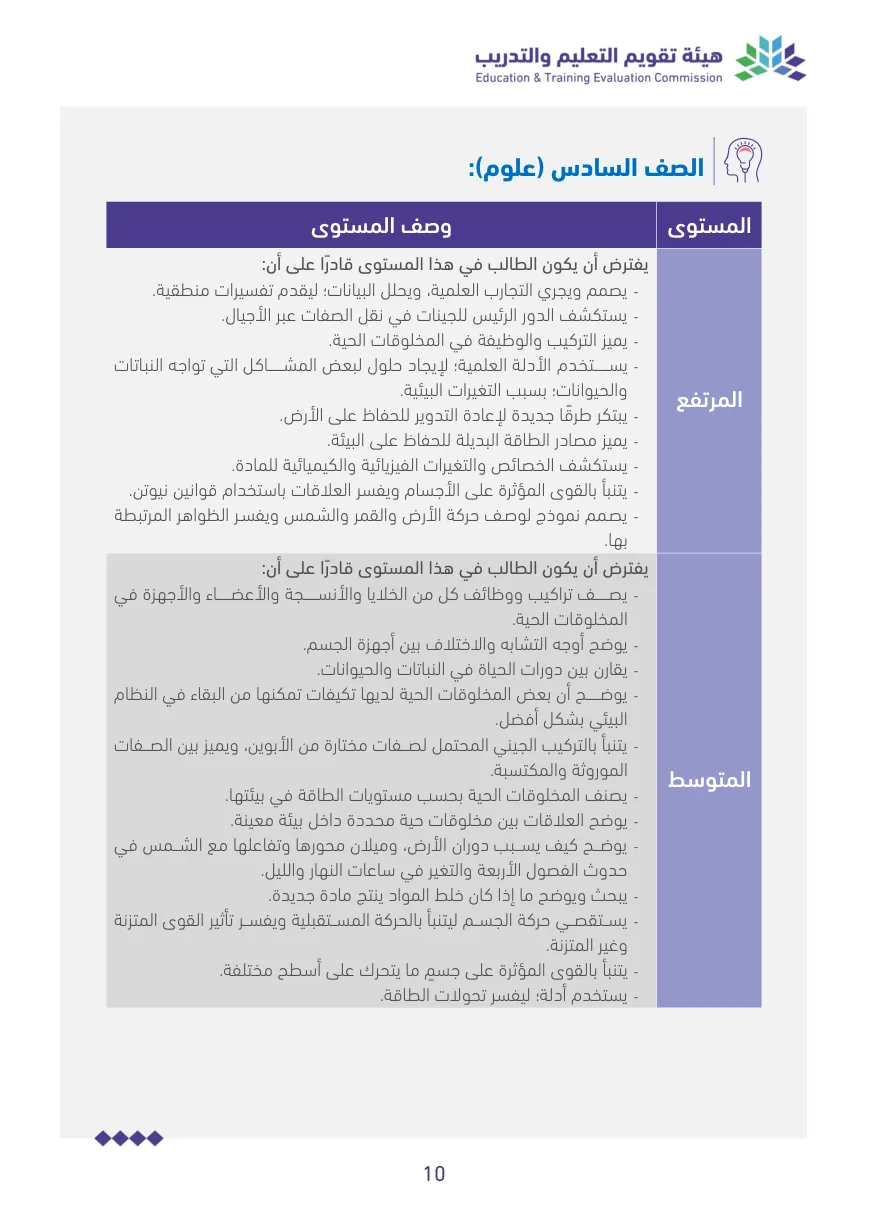 هيئة تقويم التعليم والتدريب
Education & Training Evaluation Commission
الصف السادس (علوم):
المستوى
وصف المستوى
المرتفع
يفترض أن يكون الطالب في هذا المستوى قادرًا على أن:
- يصمم ويجري التجارب العلمية، ويحلل البيانات؛ ليقدم تفسيرات منطقية.
- يستكشف الدور الرئيس للجينات في نقل الصفات عبر الأجيال.
- يميز التركيب والوظيفة في المخلوقات الحية.
- يستخدم الأدلة العلمية؛ لإيجاد حلول لبعض المشاكل التي تواجه النباتات
والحيوانات؛ بسبب التغيرات البيئية.
- يبتكر طرقًا جديدة لإعادة التدوير للحفاظ على الأرض.
- يميز مصادر الطاقة البديلة للحفاظ على البيئة.
- يستكشف الخصائص والتغيرات الفيزيائية والكيميائية للمادة.
- يتنبأ بالقوى المؤثرة على الأجسام ويفسر العلاقات باستخدام قوانين نيوتن.
- يصمم نموذج لوصف حركة الأرض والقمر والشمس ويفسر الظواهر المرتبطة
بها.
المتوسط
يفترض أن يكون الطالب في هذا المستوى قادرًا على أن:
- يصف تراكيب ووظائف كل من الخلايا والأنسجة والأعضاء والأجهزة في
المخلوقات الحية.
- يوضح أوجه التشابه والاختلاف بين أجهزة الجسم.
- يقارن بين دورات الحياة في النباتات والحيوانات.
- يوضح أن بعض المخلوقات الحية لديها تكيفات تمكنها من البقاء في النظام
البيئي بشكل أفضل.
- يتنبأ بالتركيب الجيني المحتمل لصفات مختارة من الأبوين، ويميز بين الصفات
الموروثة والمكتسبة.
- يصنف المخلوقات الحية بحسب مستويات الطاقة في بيئتها.
- يوضح العلاقات بين مخلوقات حية محددة داخل بيئة معينة.
- يوضح كيف يسبب دوران الأرض، وميلان محورها وتفاعلها مع الشمس في
حدوث الفصول الأربعة والتغير في ساعات النهار والليل.
- يبحث ويوضح ما إذا كان خلط المواد ينتج مادة جديدة.
- يستقصي حركة الجسم ليتنبأ بالحركة المستقبلية ويفسر تأثير القوى المتزنة
وغير المتزنة.
- يتنبأ بالقوى المؤثرة على جسمٍ ما يتحرك على أسطح مختلفة.
- يستخدم أدلة؛ ليفسر تحولات الطاقة.
10